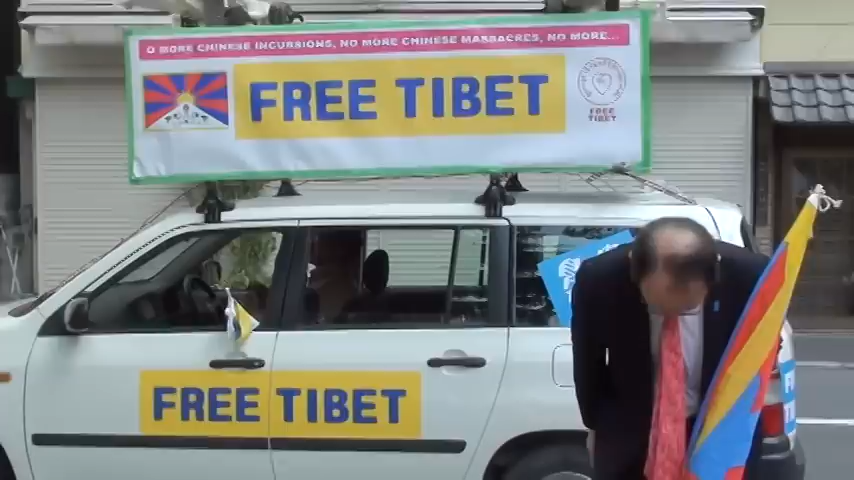 O MORE CHINESE INCURSIONS, NO MORE CHINESE MASSACRES, NO MORE...
FREE TIBET
FREE
TIBET
FREE TIBET